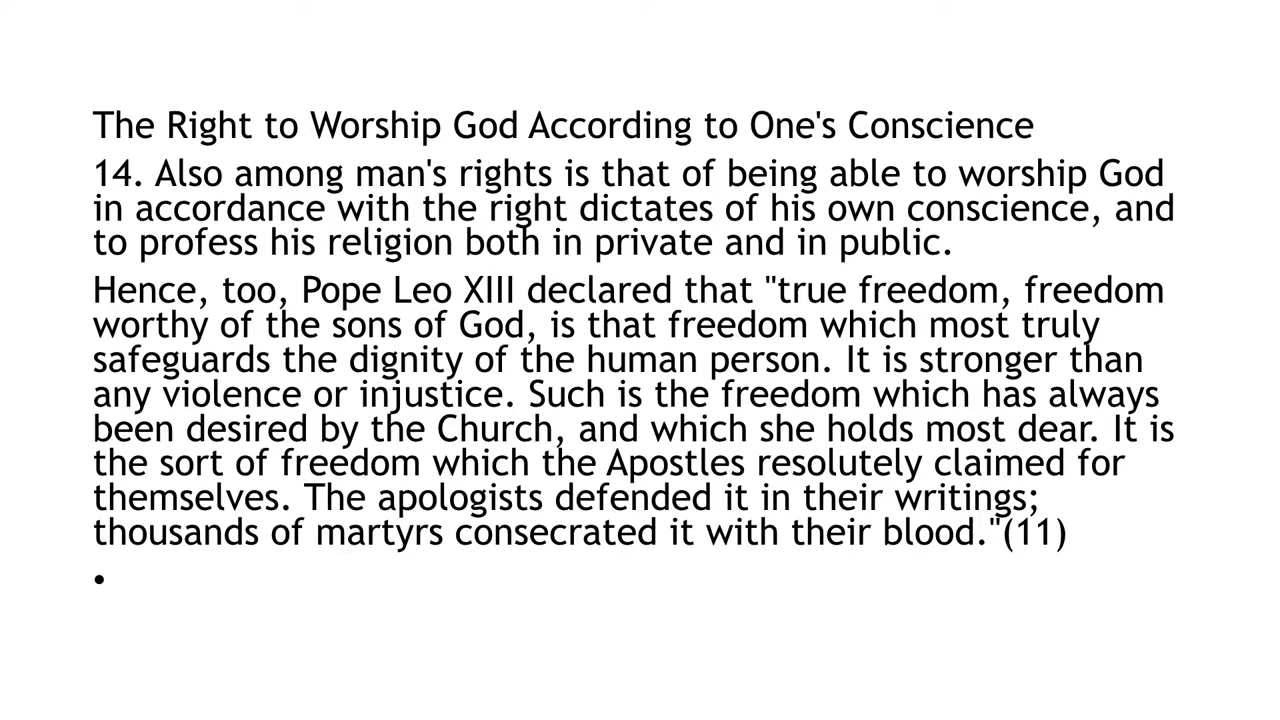 The Right to Worship God According to One's Conscience
14. Also among man's rights is that of being able to worship God
in accordance with the right dictates of his own conscience, and
to profess his religion both in private and in public.
Hence, too, Pope Leo XIII declared that "true freedom, freedom
worthy of the sons of God, is that freedom which most truly
safeguards the dignity of the human person. It is stronger than
any violence or injustice. Such is the freedom which has always
been desired by the Church, and which she holds most dear. It is
the sort of freedom which the Apostles resolutely claimed for
themselves. The apologists defended it in their writings;
thousands of martyrs consecrated it with their blood."(11)
•